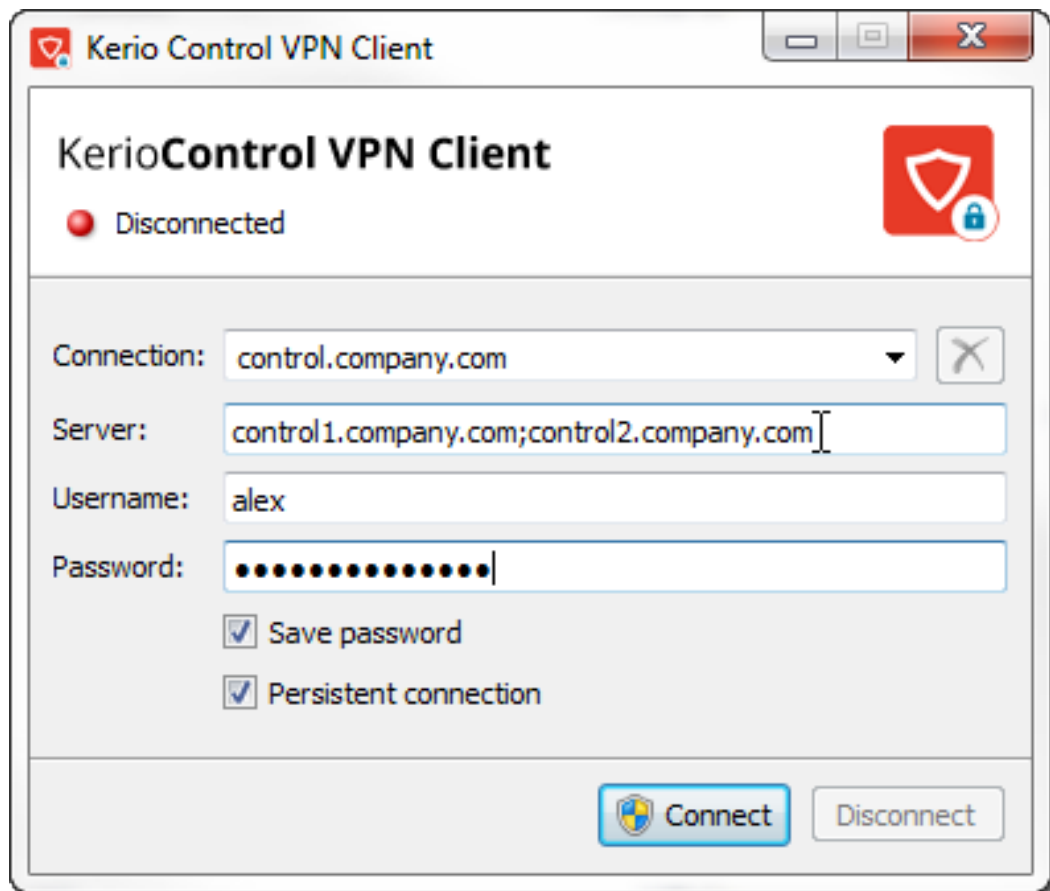 Kerio Control VPN Client
KerioControl VPN Client
Disconnected
Connection: control.company.com
Server: control1.company.com;control2.company.com
Username: alex
Password: ••••••••••••••
Save password
Persistent connection
Connect Disconnect